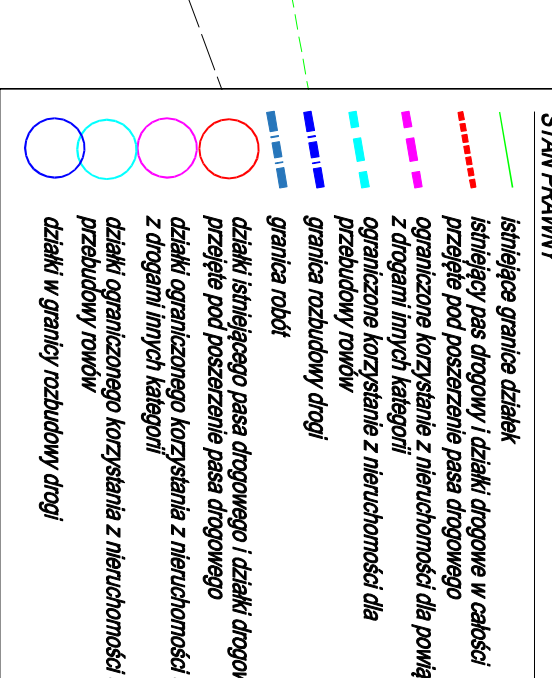 STAN PRAWNY
istniejące granice działek
istniejący pas drogowy i działki drogowe w całości
przejęte pod poszerzenie pasa drogowego
ograniczone korzystanie z nieruchomości dla
z drogami innych kategorii
ograniczone korzystanie z nieruchomości dla
przebudowy rowów
granica rozbudowy drogi
granica robót
działki istniejącego pasa drogowego i działki
przejęte pod poszerzenie pasa drogowego
działki ograniczonego korzystania z nieruchomości
z drogami innych kategorii
działki ograniczonego korzystania z nieruchomości
przebudowy rowów
działki w granicy rozbudowy drogi